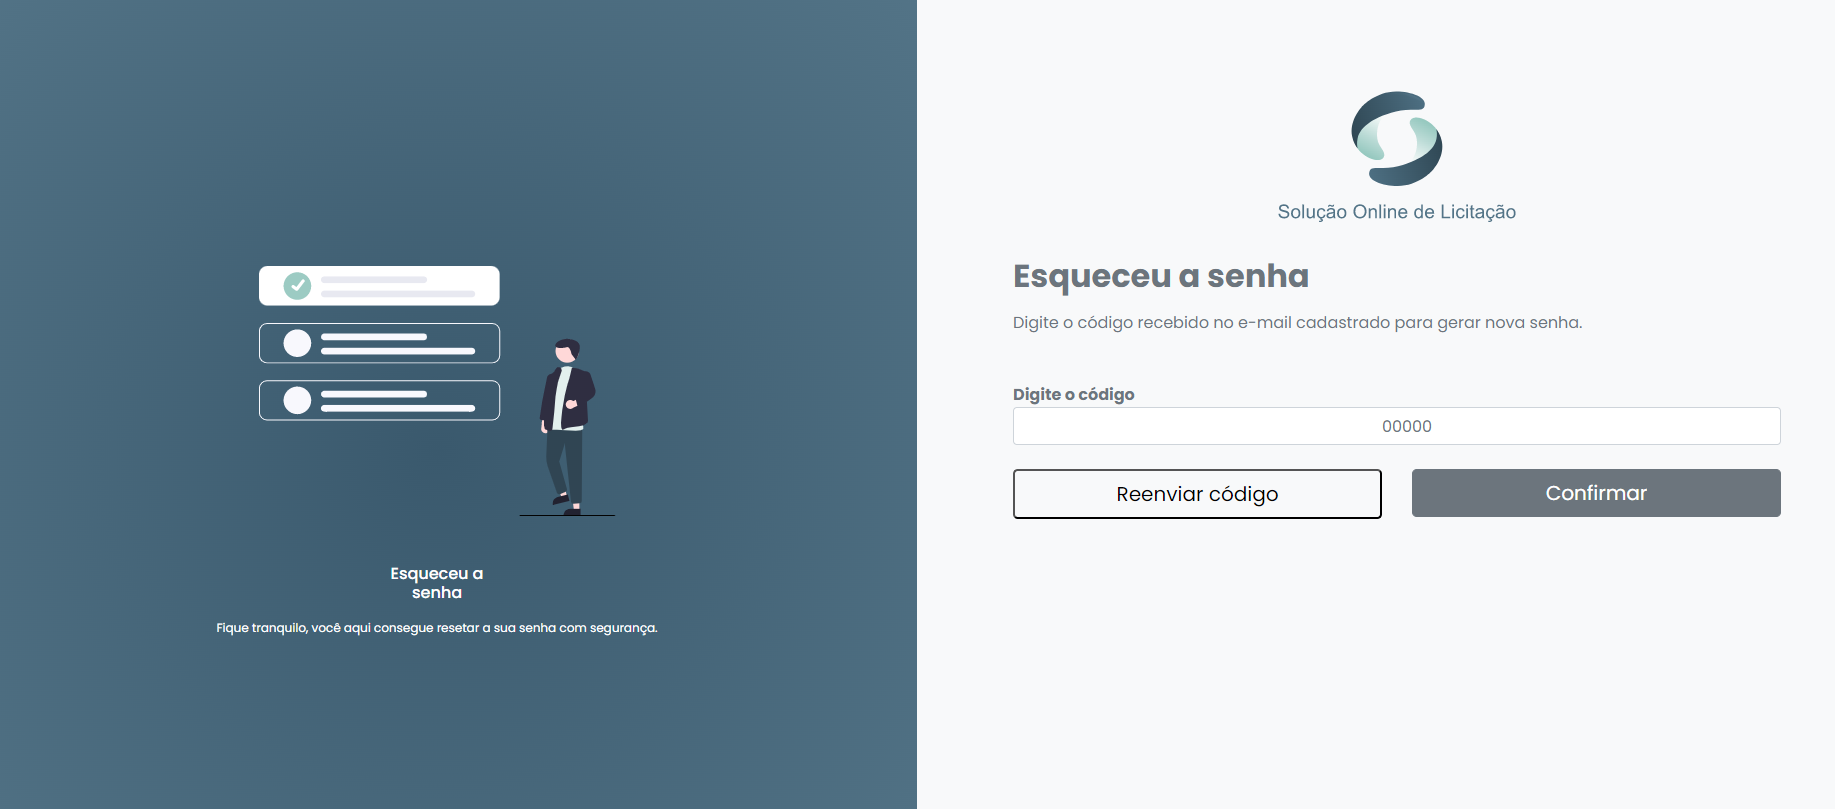 Esqueceu a
senha
Fique tranquilo, você aqui consegue resetar a sua senha com segurança.
Solução Online de Licitação
Esqueceu a senha
Digite o código recebido no e-mail cadastrado para gerar nova senha.
Digite o código
00000
Reenviar código
Confirmar